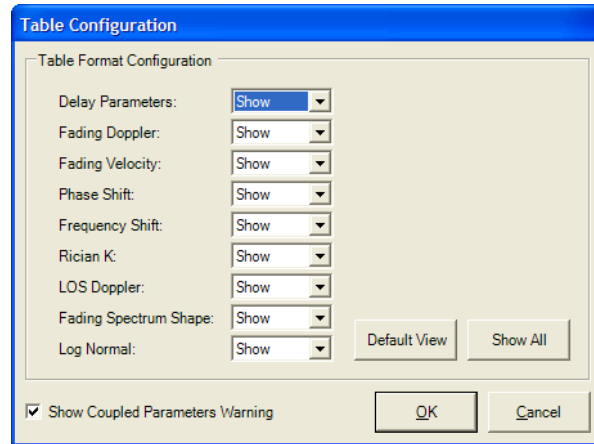 Table Configuration
Table Format Configuration
Delay Parameters: Show
Fading Doppler: Show
Fading Velocity: Show
Phase Shift: Show
Frequency Shift: Show
Rician K: Show
LOS Doppler: Show
Fading Spectrum Shape: Show
Log Normal: Show
Default View Show All
Show Coupled Parameters Warning
OK Cancel